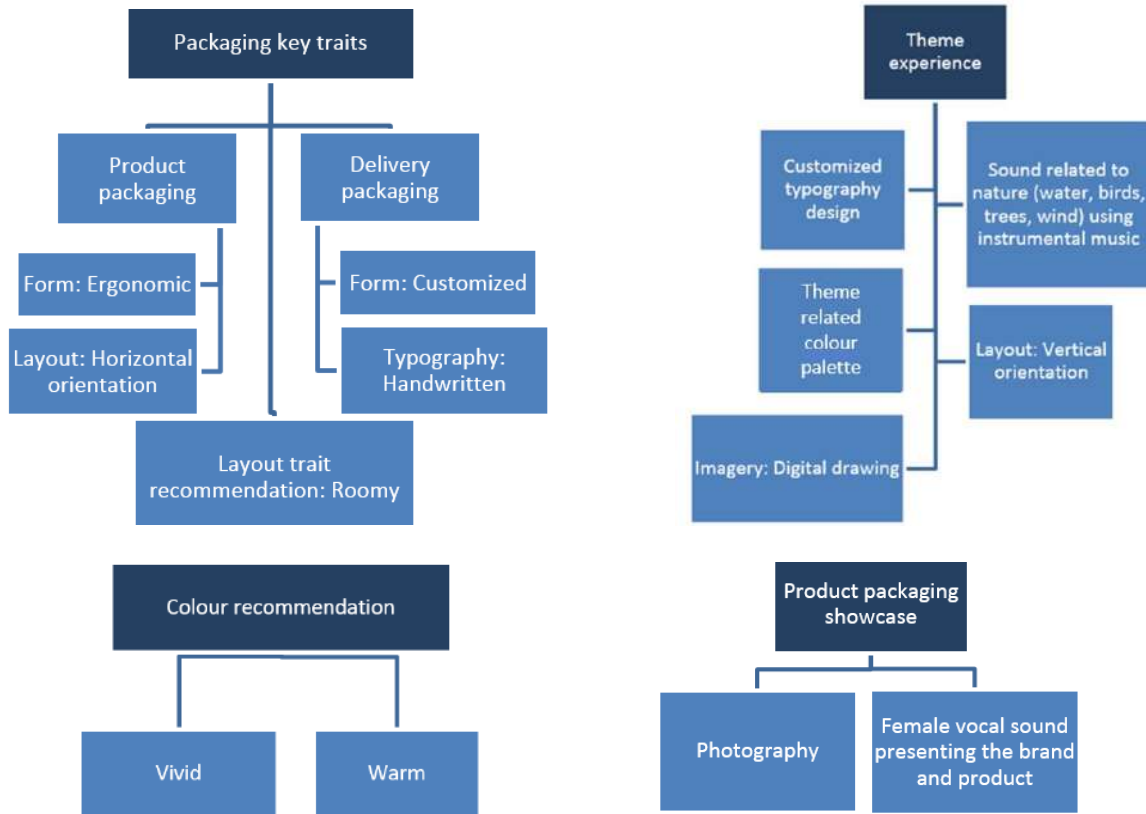 Packaging key traits
Product
packaging
Delivery
packaging
Form: Ergonomic
Form: Customized
Layout: Horizontal
orientation
Typography:
Handwritten
Layout trait
recommendation: Roomy
Theme
experience
Customized
typography
design
Sound related to
nature (water, birds,
trees, wind) using
instrumental music
Theme
related
colour
palette
Layout: Vertical
orientation
Imagery: Digital drawing
Colour recommendation
Vivid
Warm
Product packaging
showcase
Photography
Female vocal sound
presenting the brand
and product